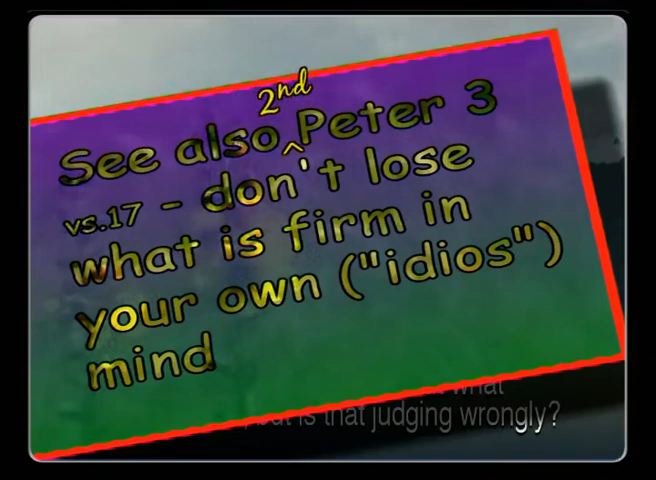 2nd
See also ^ Peter 3
vs.17 - don't lose
what is firm in
your own ("idios")
mind
what
, but is that judging wrongly?